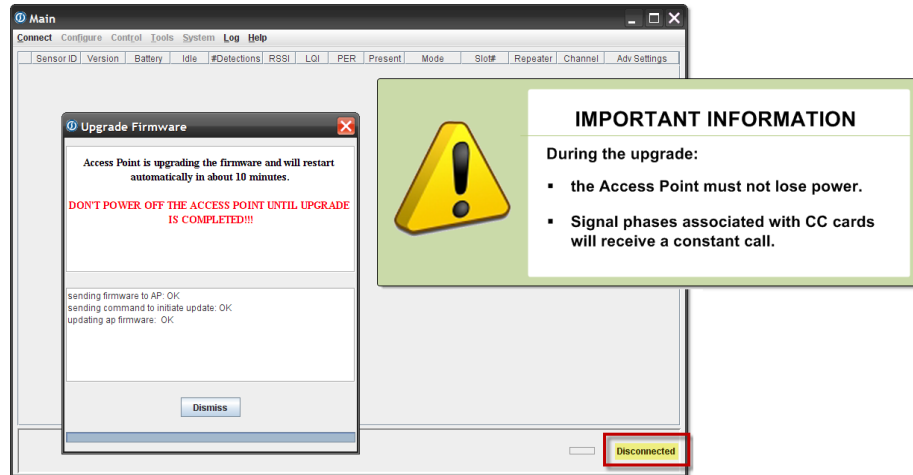 Main
Connect Configure Control Tools System Log Help
Sensor ID Version Battery Idle #Detections RSSI LQI PER Present Mode Slot# Repeater Channel Adv Settings
Upgrade Firmware
Access Point is upgrading the firmware and will restart
automatically in about 10 minutes.
DON'T POWER OFF THE ACCESS POINT UNTIL UPGRADE
IS COMPLETED!!!
sending firmware to AP: OK
sending command to initiate update: OK
updating ap firmware: OK
Dismiss
IMPORTANT INFORMATION
During the upgrade:
▪ the Access Point must not lose power.
▪ Signal phases associated with CC cards
will receive a constant call.
Disconnected